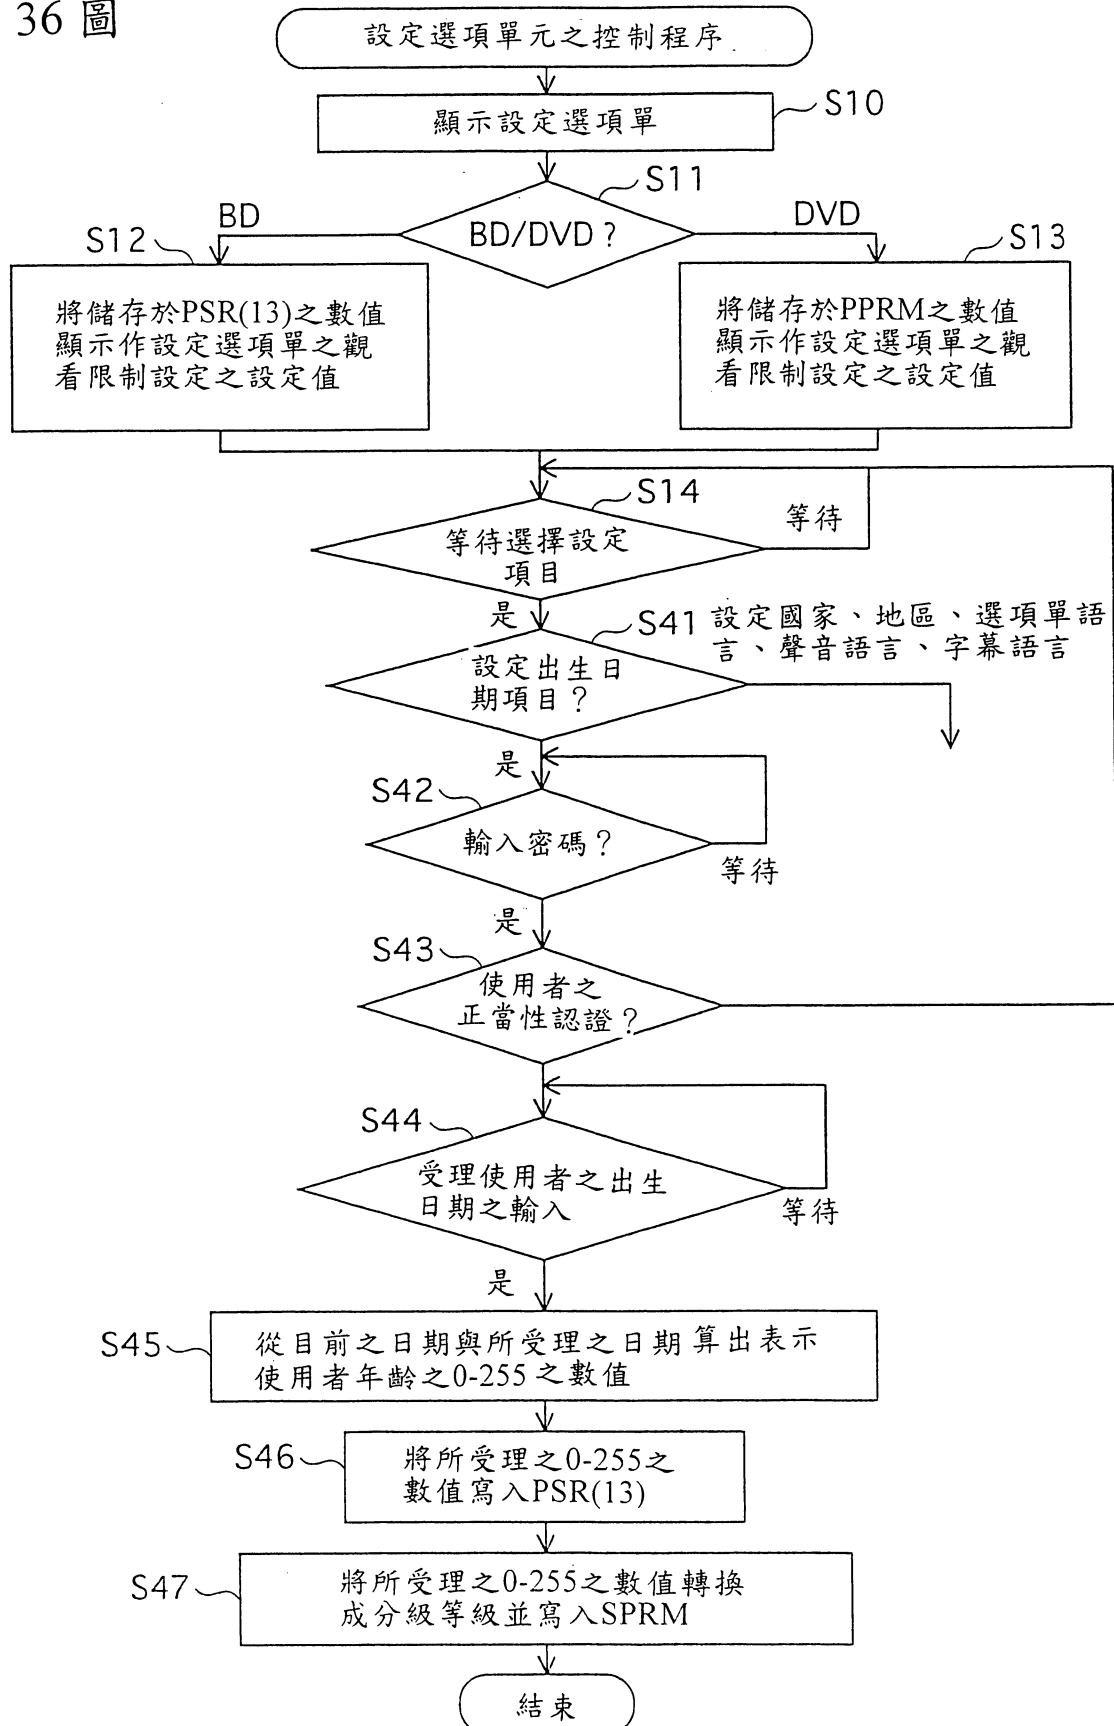 36 圖
設定選項單元之控制程序
S10
顯示設定選項單
S11
BD
BD/DVD？
DVD
S12
S13
將儲存於PSR(13)之數值
顯示作設定選項單之觀
看限制設定之設定值
將儲存於PPRM之數值
顯示作設定選項單之觀
看限制設定之設定值
S14
等待選擇設定
項目
等待
是
S41
設定國家、地區、選項單語
言、聲音語言、字幕語言
設定出生日
期項目？
是
S42
輸入密碼？
等待
是
S43
使用者之
正當性認證？
S44
受理使用者之出生
日期之輸入
等待
是
S45
從目前之日期與所受理之日期算出表示
使用者年齡之0-255之數值
S46
將所受理之0-255之
數值寫入PSR(13)
S47
將所受理之0-255之數值轉換
成分級等級並寫入SPRM
結束